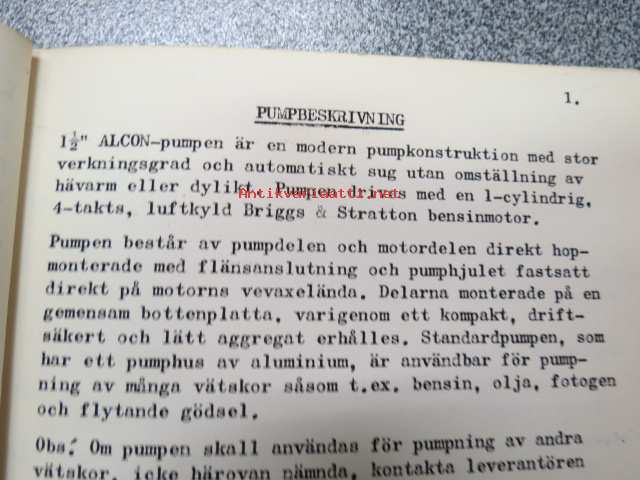 1.
PUMPBESKRIVNING
1½" ALCON-pumpen är en modern pumpkonstruktion med stor
verkningsgrad och automatiskt sug utan omställning av
hävarm eller dylikt. Pumpen drives med en 1-cylindrig,
4-takts, luftkyld Briggs & Stratton bensinmotor.
Pumpen består av pumpdelen och motordelen direkt hop-
monterade med flänsanslutning och pumphjulet fastsatt
direkt på motorns vevaxelända. Delarna monterade på en
gemensam bottenplatta, varigenom ett kompakt, drift-
säkert och lätt aggregat erhålles. Standardpumpen, som
har ett pumphus av aluminium, är användbar för pump-
ning av många vätskor såsom t.ex. bensin, olja, fotogen
och flytande gödsel.
Obs: Om pumpen skall användas för pumpning av andra
vätskor, icke härovan nämnda, kontakta leverantören